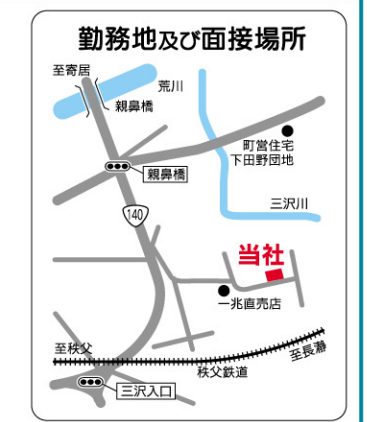 勤務地及び面接場所
至寄居
荒川
親鼻橋
町営住宅
下田野団地
親鼻橋
三沢川
140
当社
一兆直売店
至秩父
至長瀞
秩父鉄道
三沢入口